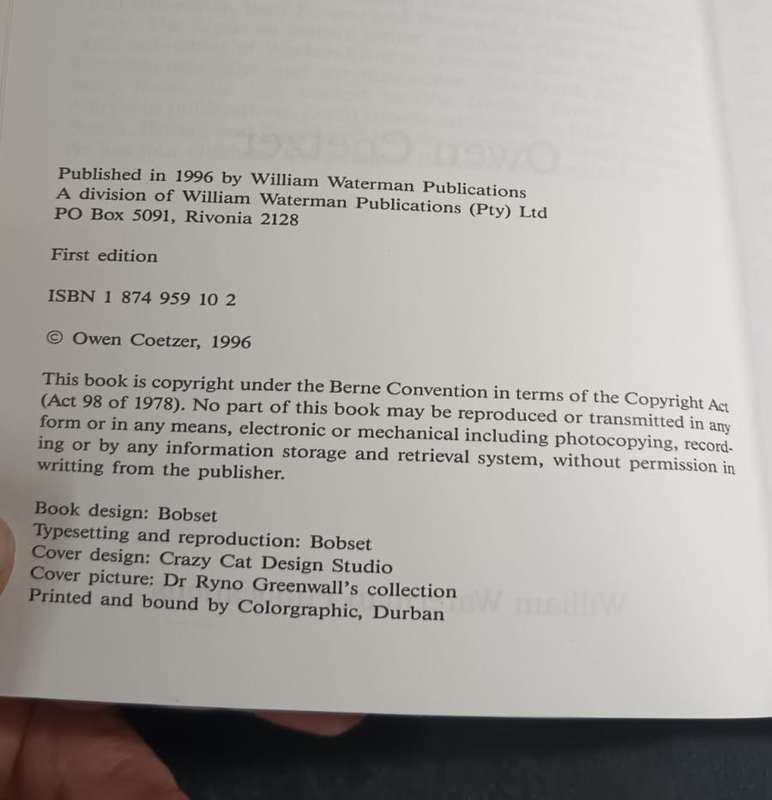 Owen Coetzer
Published in 1996 by William Waterman Publications
A division of William Waterman Publications (Pty) Ltd
PO Box 5091, Rivonia 2128
First edition
ISBN 1 874 959 10 2
© Owen Coetzer, 1996
This book is copyright under the Berne Convention in terms of the Copyright Act
(Act 98 of 1978). No part of this book may be reproduced or transmitted in any
form or in any means, electronic or mechanical including photocopying, record-
ing or by any information storage and retrieval system, without permission in
writting from the publisher.
Book design: Bobset
Typesetting and reproduction: Bobset
Cover design: Crazy Cat Design Studio
Cover picture: Dr Ryno Greenwall's collection
Printed and bound by Colorgraphic, Durban